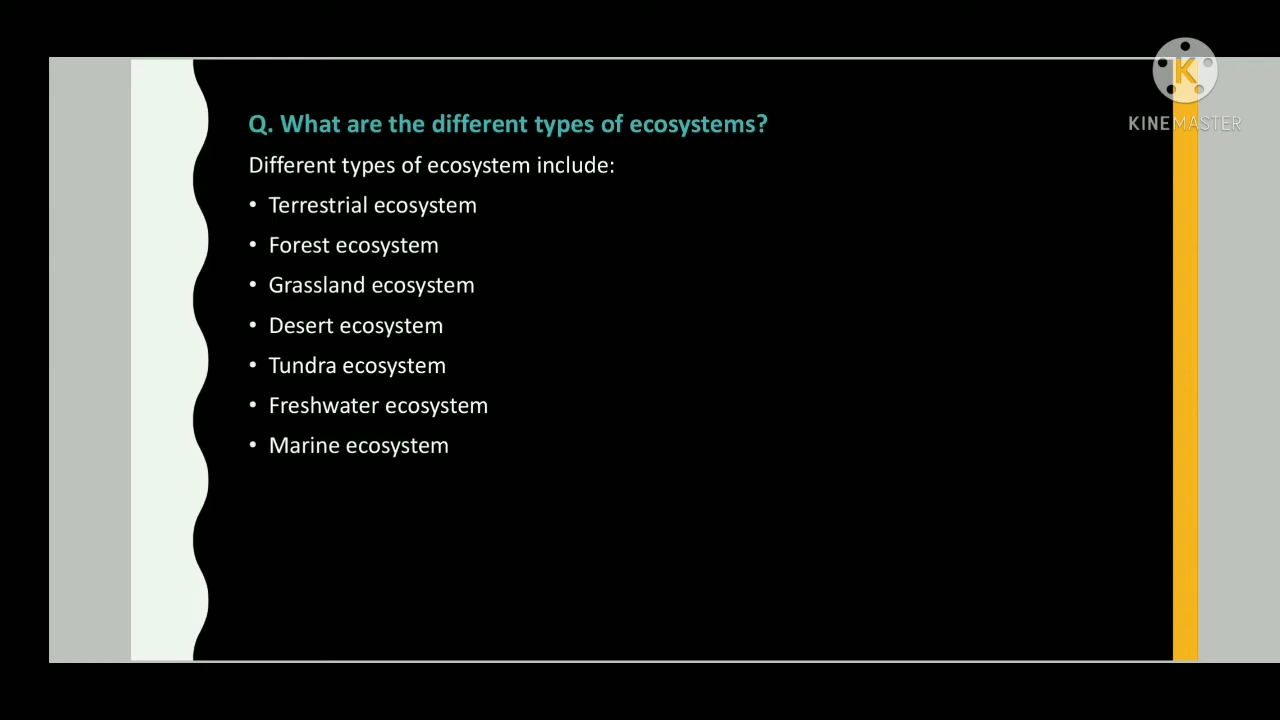 K
KINEMASTER
Q. What are the different types of ecosystems?
Different types of ecosystem include:
• Terrestrial ecosystem
• Forest ecosystem
• Grassland ecosystem
• Desert ecosystem
• Tundra ecosystem
• Freshwater ecosystem
• Marine ecosystem